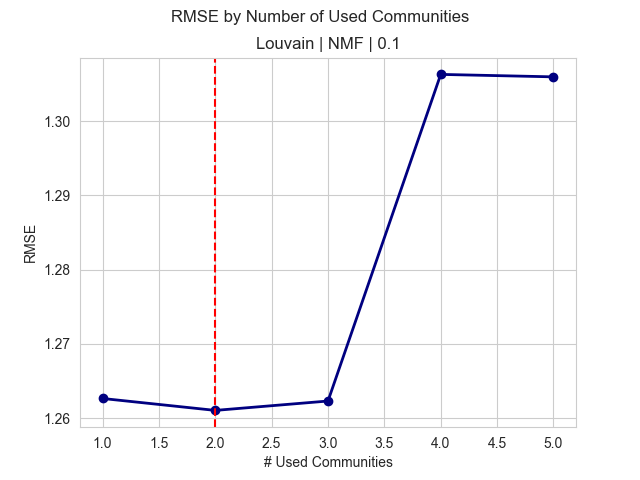 RMSE by Number of Used Communities
Louvain | NMF | 0.1
1.30
1.29
1.28
1.27
1.26
RMSE
1.0 1.5 2.0 2.5 3.0 3.5 4.0 4.5 5.0
# Used Communities